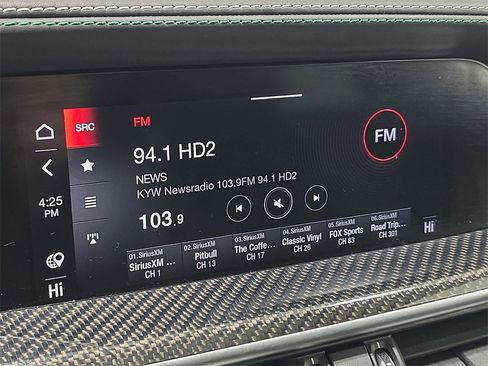 SRC
FM
94.1 HD2
FM
NEWS
KYW Newsradio 103.9FM 94.1 HD2
4:25
PM
103.9
01.SiriusXM
SiriusXM ...
CH 1
02.SiriusXM
Pitbull
CH 13
03.SiriusXM
The Coffe...
CH 17
04.SiriusXM
Classic Vinyl
CH 26
05.SiriusXM
FOX Sports
CH 83
06.SiriusXM
Road Trip...
CH 301
Hi
Hi